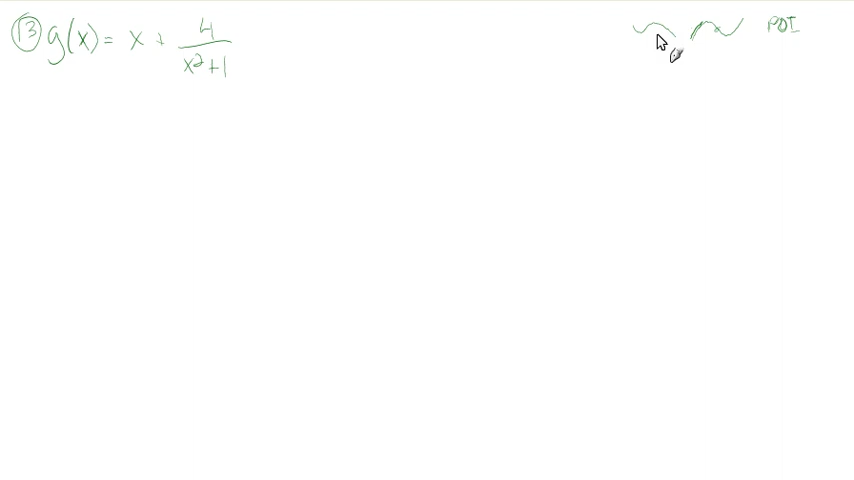 13 g(x) = x + 4/(x²+1)
POI